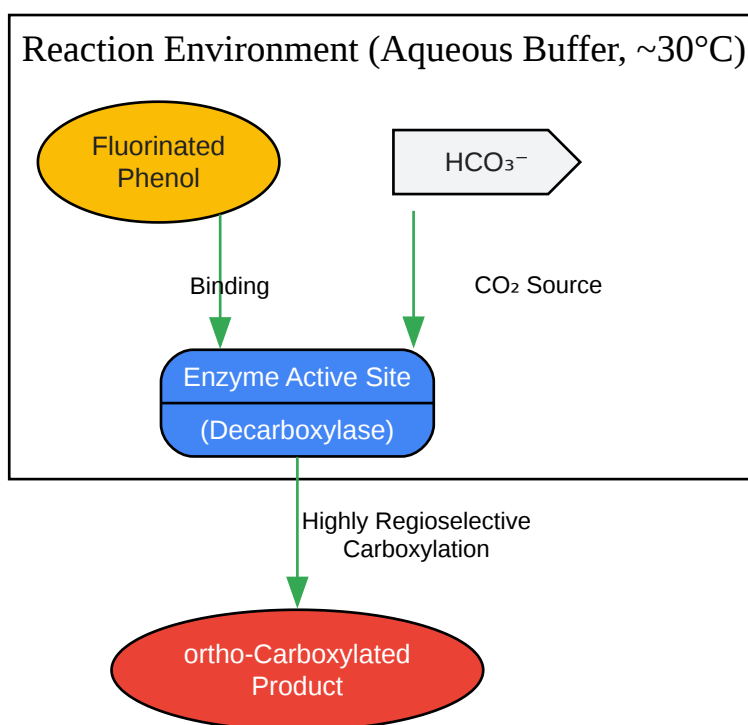 Reaction Environment (Aqueous Buffer, ~30°C)
Fluorinated
Phenol
HCO₃⁻
Binding
CO₂ Source
Enzyme Active Site
(Decarboxylase)
Highly Regioselective
Carboxylation
ortho-Carboxylated
Product